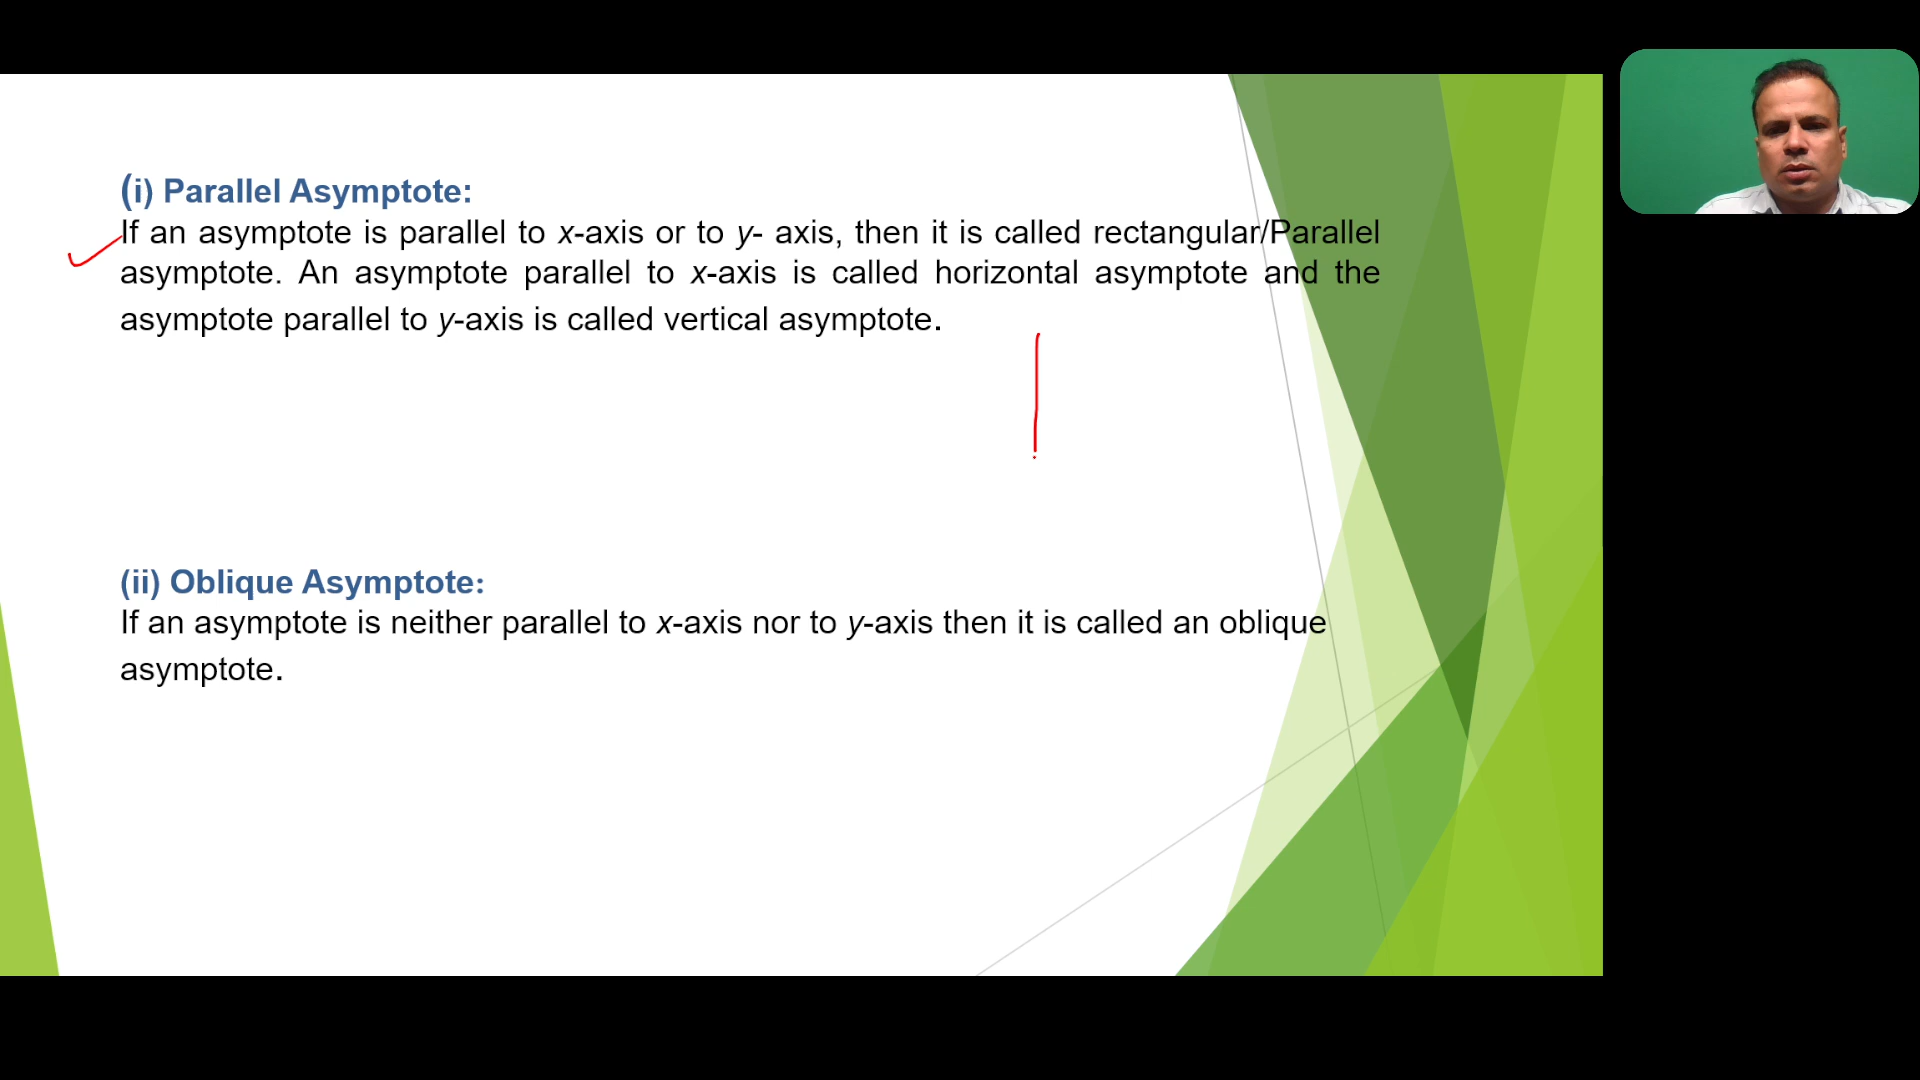 (i) Parallel Asymptote:
If an asymptote is parallel to x-axis or to y- axis, then it is called rectangular/Parallel
asymptote. An asymptote parallel to x-axis is called horizontal asymptote and the
asymptote parallel to y-axis is called vertical asymptote.
(ii) Oblique Asymptote:
If an asymptote is neither parallel to x-axis nor to y-axis then it is called an oblique
asymptote.